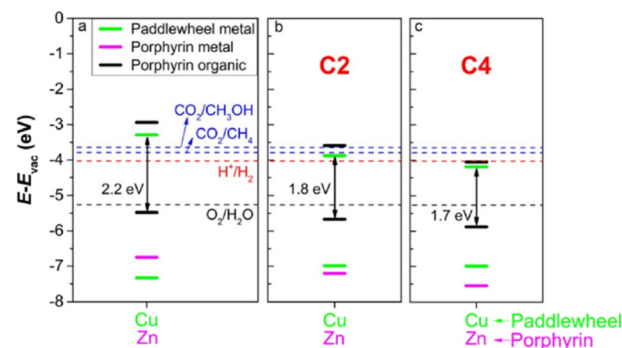 E-Evac (eV)
0
-1
-2
-3
-4
-5
-6
-7
-8
a
Paddlewheel metal
Porphyrin metal
Porphyrin organic
CO2/CH3OH
CO2/CH4
H+/H2
2.2 eV
O2/H2O
Cu
Zn
b
C2
1.8 eV
Cu
Zn
c
C4
1.7 eV
Cu ← Paddlewheel
Zn ← Porphyrin